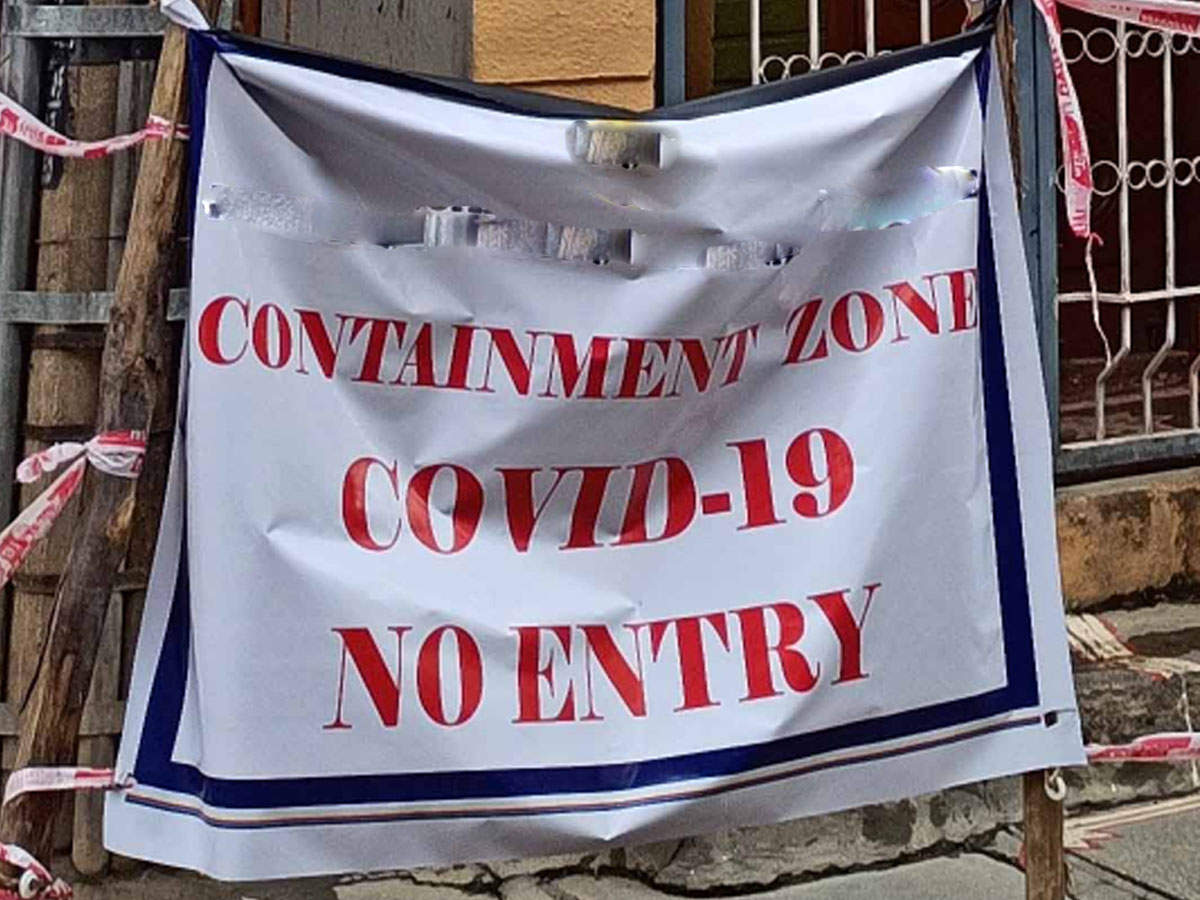 CONTAINMENT ZONE
COVID-19
NO ENTRY